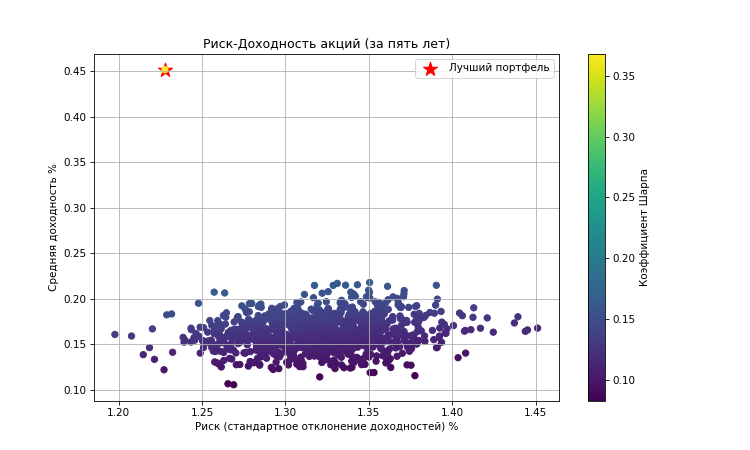 Риск-Доходность акций (за пять лет)
Лучший портфель
Средняя доходность %
0.45
0.40
0.35
0.30
0.25
0.20
0.15
0.10
1.20 1.25 1.30 1.35 1.40 1.45
Риск (стандартное отклонение доходностей) %
0.35
0.30
0.25
0.20
0.15
0.10
Коэффициент Шарпа